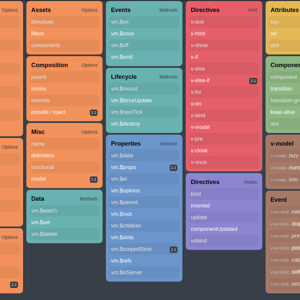 Options
Options
Options
2.2
Assets Options
directives
filters
components
Composition Options
parent
mixins
extends
provide / inject 2.2
Misc Options
name
delimiters
functional
model 2.2
Data Methods
vm.$watch
vm.$set
vm.$delete
Events Methods
vm.$on
vm.$once
vm.$off
vm.$emit
Lifecycle Methods
vm.$mount
vm.$forceUpdate
vm.$nextTick
vm.$destroy
Properties Instance
vm.$data
vm.$props 2.2
vm.$el
vm.$options
vm.$parent
vm.$root
vm.$children
vm.$slots
vm.$scopedSlots 2.1
vm.$refs
vm.$isServer
Directives html
v-text
v-html
v-show
v-if
v-else
v-else-if 2.1
v-for
v-on
v-bind
v-model
v-pre
v-cloak
v-once
Directives Hooks
bind
inserted
update
componentUpdated
unbind
Attributes
key
ref
slot
Components
component
transition
transition-gr
keep-alive
slot
v-model
.lazy
.num
.trim
Event